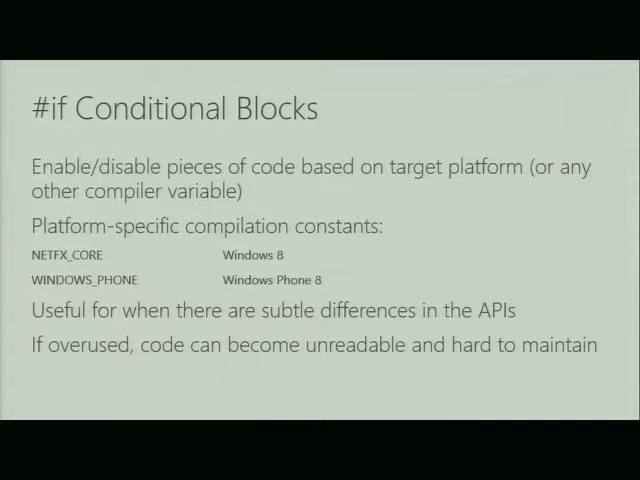 #if Conditional Blocks
Enable/disable pieces of code based on target platform (or any
other compiler variable)
Platform-specific compilation constants:
NETFX_CORE Windows 8
WINDOWS_PHONE Windows Phone 8
Useful for when there are subtle differences in the APIs
If overused, code can become unreadable and hard to maintain